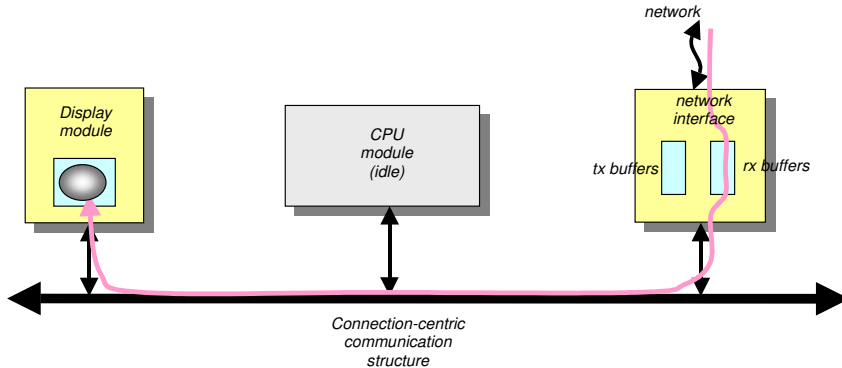 network
Display
module
CPU
module
(idle)
network
interface
tx buffers
rx buffers
Connection-centric
communication
structure